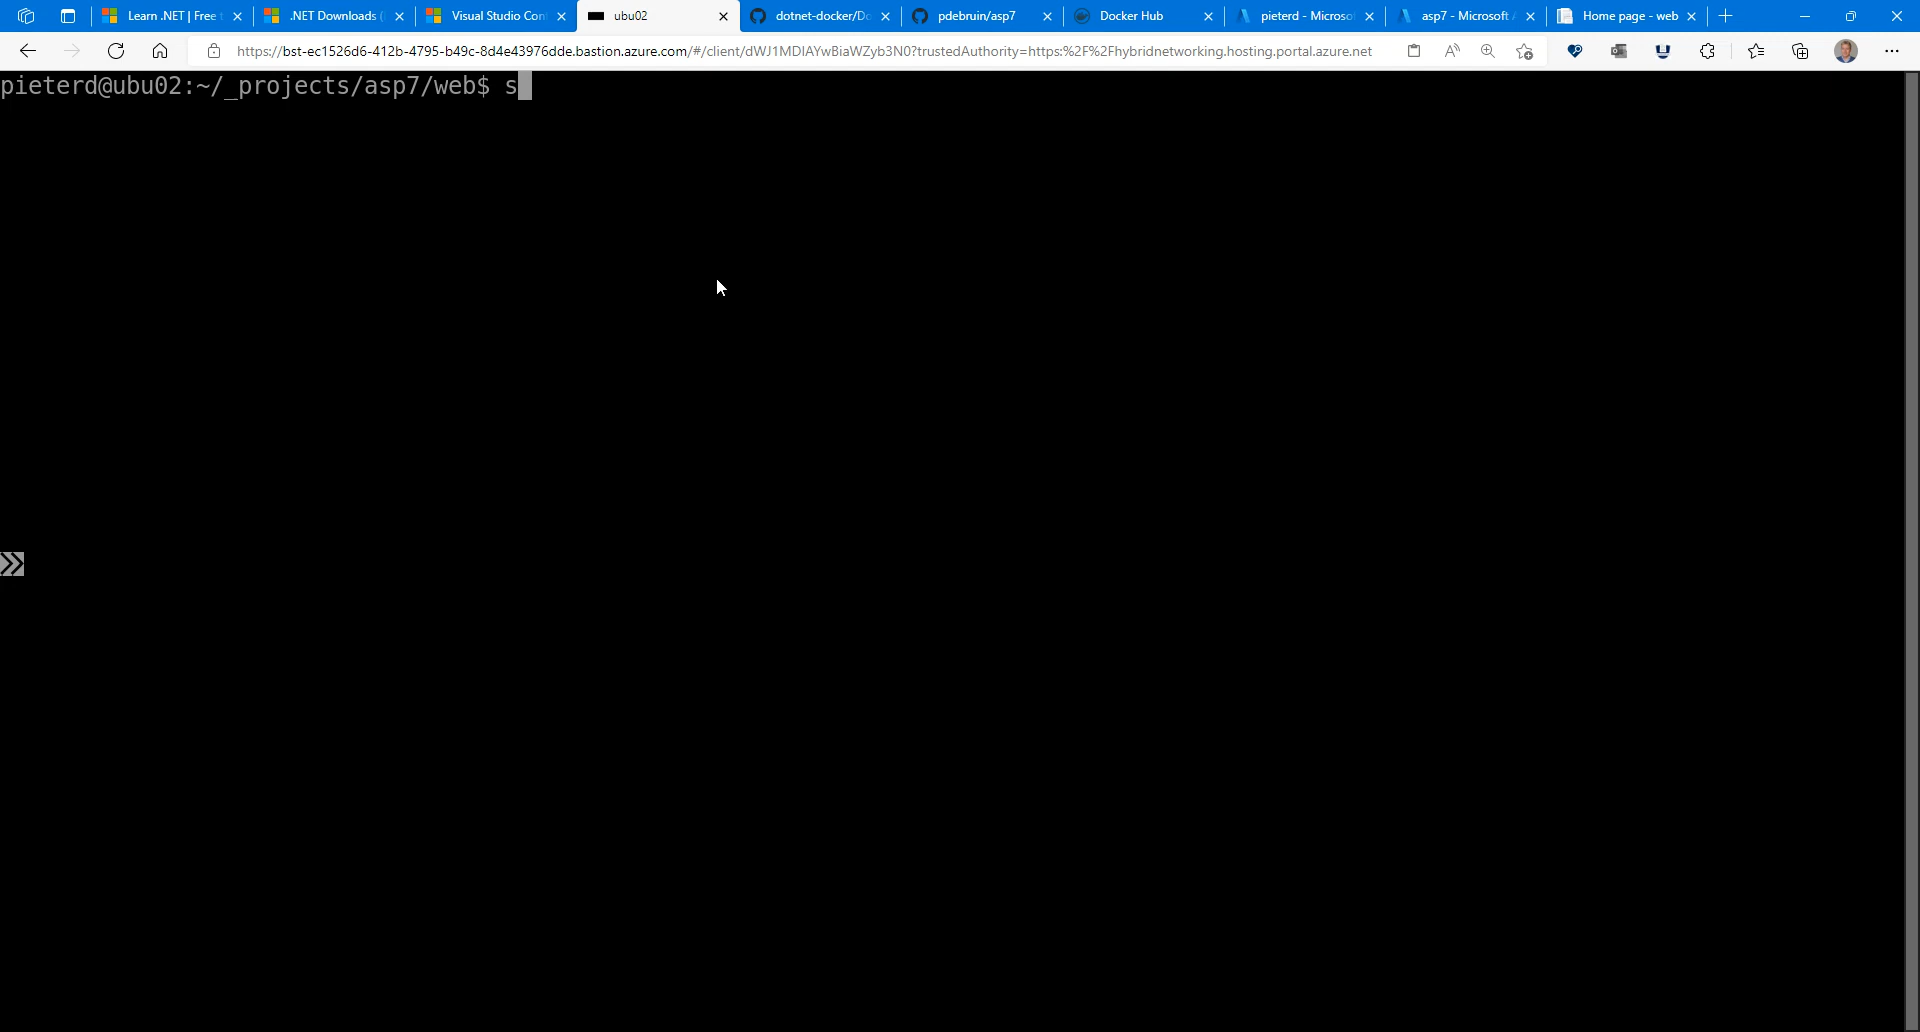 Learn .NET | Free
.NET Downloads (
Visual Studio Con
ubu02
dotnet-docker/Do
pdebruin/asp7
Docker Hub
pieterd - Microso
asp7 - Microsoft
Home page - web
https://bst-ec1526d6-412b-4795-b49c-8d4e43976dde.bastion.azure.com/#/client/dWJ1MDIAYwBiaWZyb3N0?trustedAuthority=https:%2F%2Fhybridnetworking.hosting.portal.azure.net
pieterd@ubu02:~/_projects/asp7/web$ s